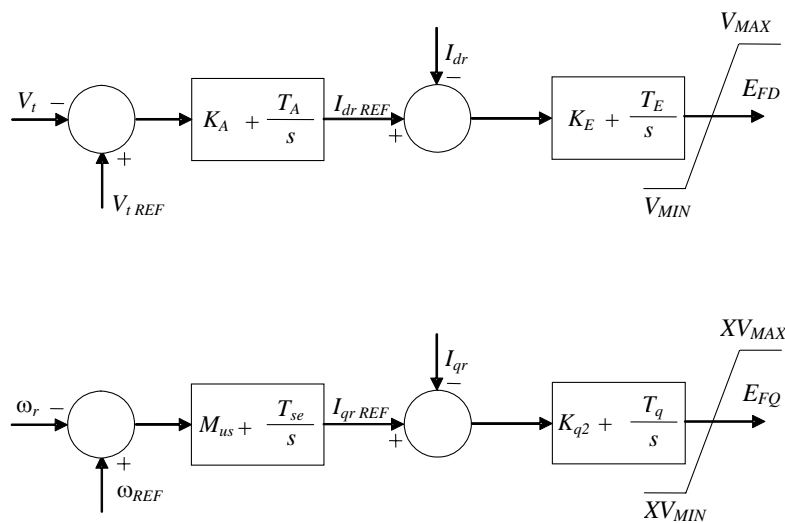 V_MAX
I_dr
V_t − K_A + T_A/s I_dr REF − K_E + T_E/s E_FD
+ +
V_t REF V_MIN
XV_MAX
I_qr
ω_r − M_us + T_se/s I_qr REF − K_q2 + T_q/s E_FQ
+ +
ω_REF XV_MIN